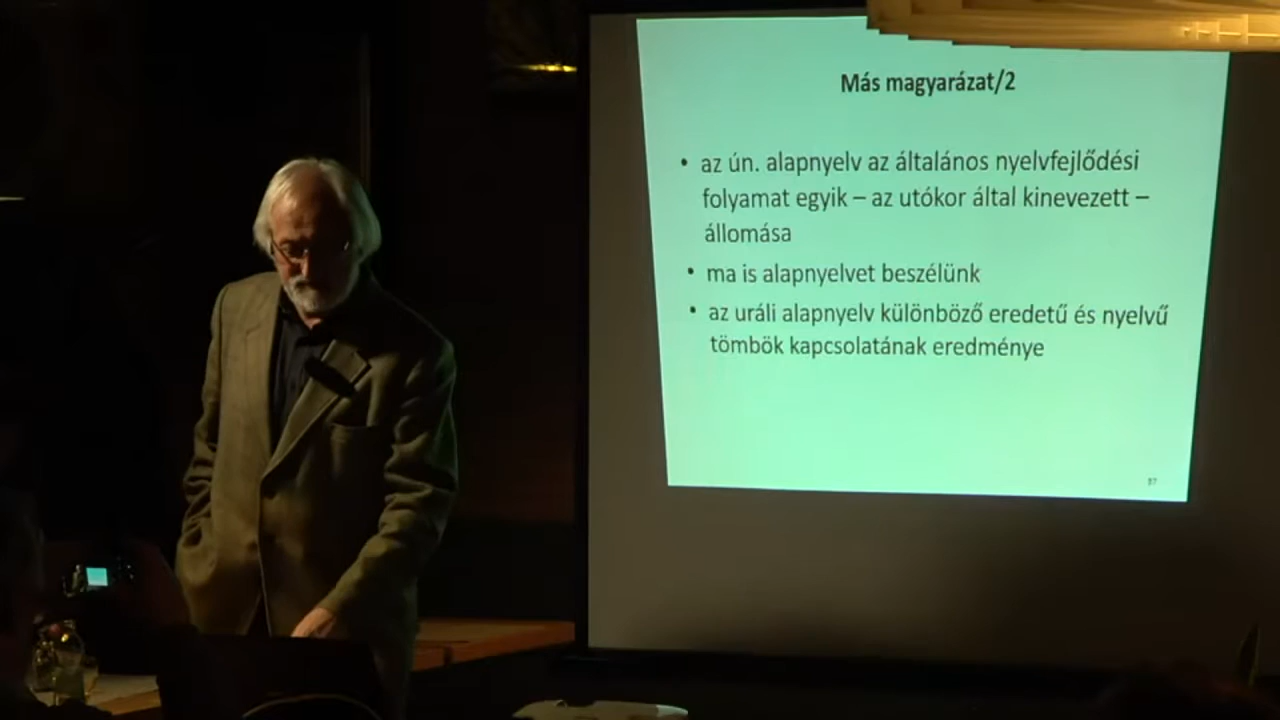 Más magyarázat/2
• az ún. alapnyelv az általános nyelvfejlődési
folyamat egyik – az utókor által kinevezett –
állomása
• ma is alapnyelvet beszélünk
• az uráli alapnyelv különböző eredetű és nyelvű
tömbök kapcsolatának eredménye